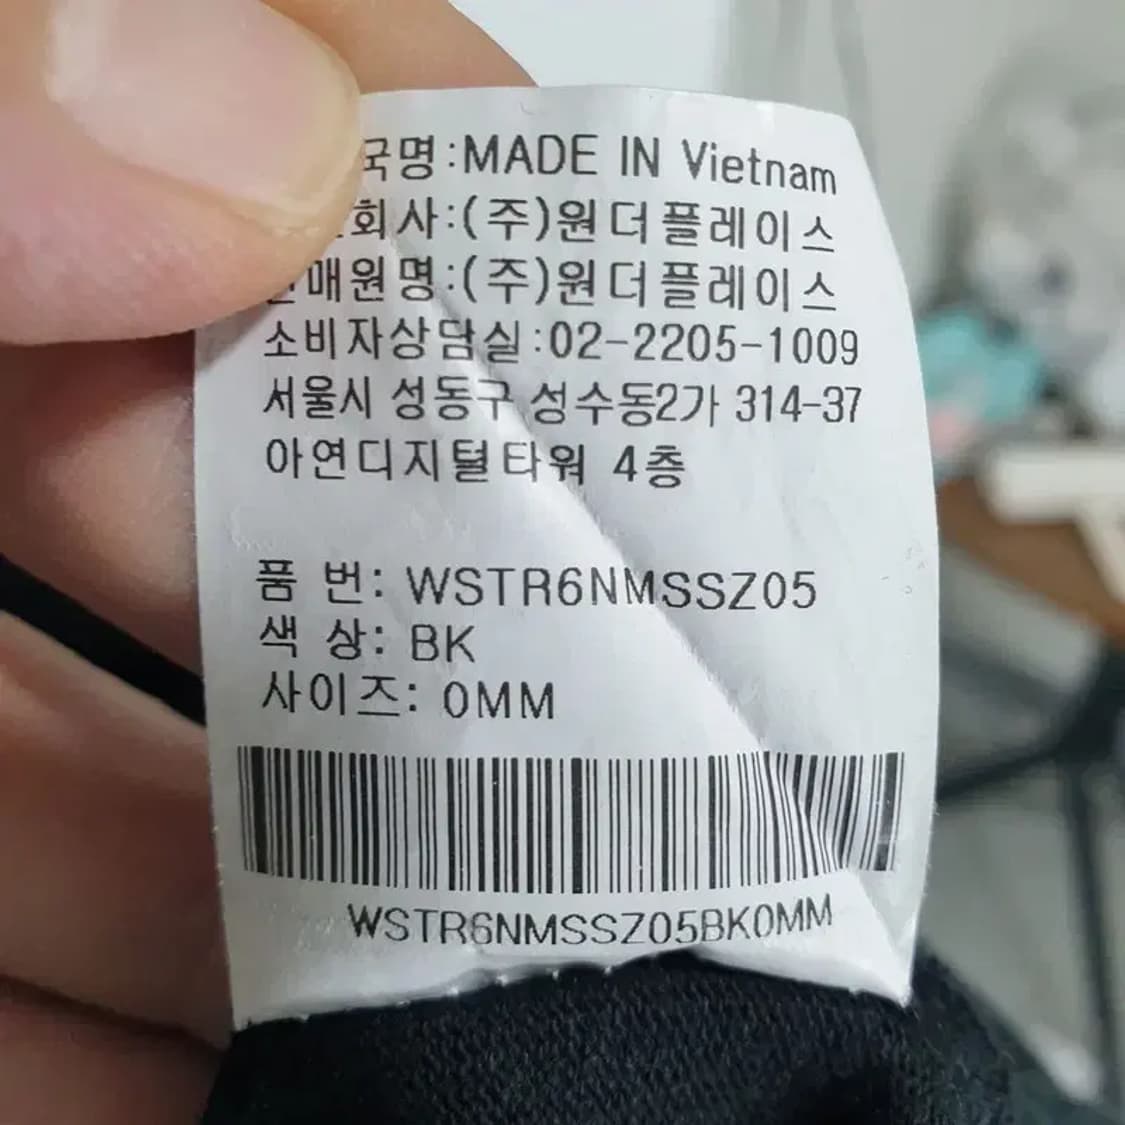 국명:MADE IN Vietnam
회사:(주)원더플레이스
매원명:(주)원더플레이스
소비자상담실:02-2205-1009
서울시 성동구 성수동2가 314-37
아연디지털타워 4층
품 번: WSTR6NMSSZ05
색 상: BK
사이즈: 0MM
WSTR6NMSSZ05BK0MM